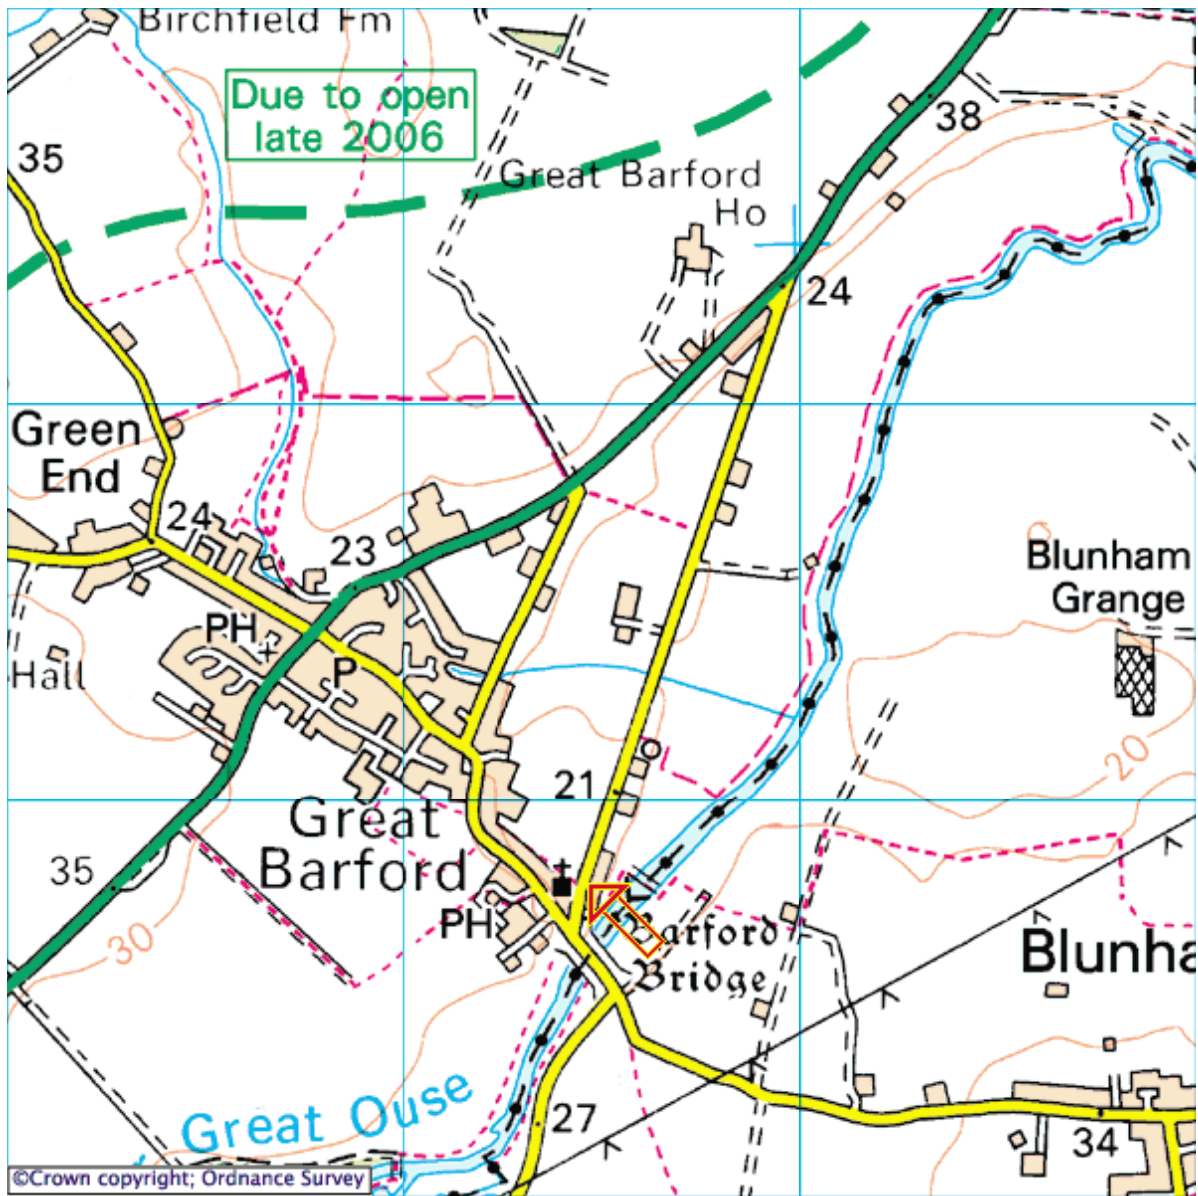 Birchfield Fm
Due to open
late 2006
38
35
Great Barford
Ho
24
Green
End
24
23
Blunham
Grange
PH
Hall
P
20
21
Great
Barford
35
PH
30
Barford
Bridge
Blunha
Great Ouse
27
34
©Crown copyright; Ordnance Survey